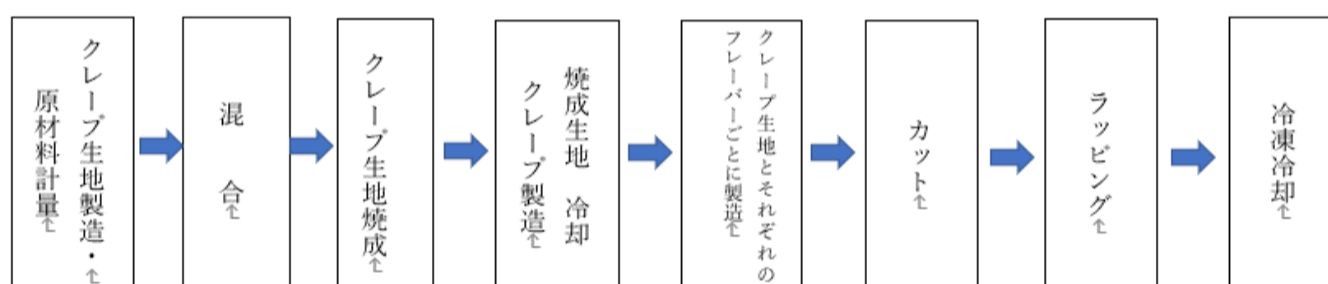 クレープ生地製造・
原材料計量
混　合
クレープ生地焼成
焼成生地　冷却
クレープ製造
クレープ生地とそれぞれの
フレーバーごとに製造
カット
ラッピング
冷凍冷却